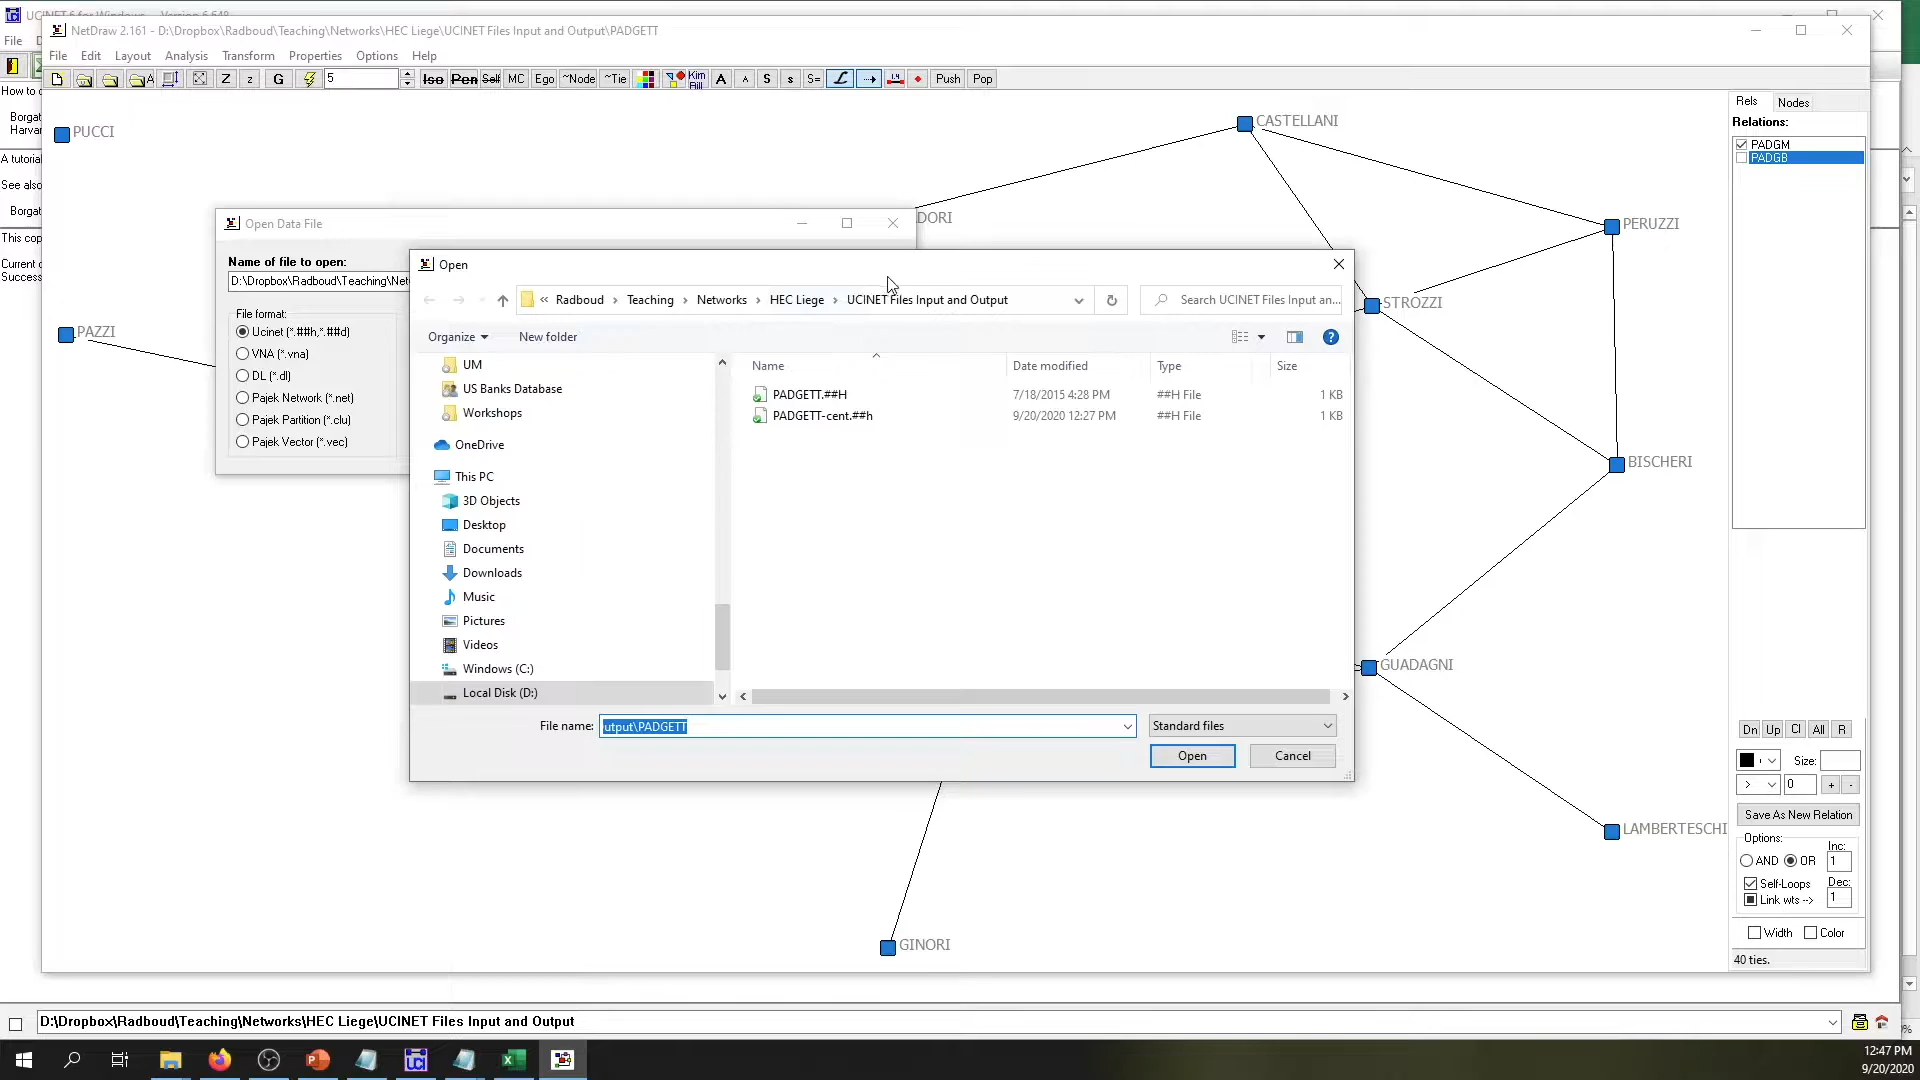 UCINET 6 for Windows -- Version 6.648
NetDraw 2.161 - D:\Dropbox\Radboud\Teaching\Networks\HEC Liege\UCINET Files Input and Output\PADGETT
File
File Edit Layout Analysis Transform Properties Options Help
Z z G 5 Iso Pen Self MC Ego ~Node ~Tie Kim Bill A A S s S= L Push Pop
How to c
Borgat
Harvar
A tutoria
See also
Borgat
This cop
Current c
Success
PUCCI
CASTELLANI
DORI
PERUZZI
STROZZI
PAZZI
BISCHERI
GUADAGNI
LAMBERTESCHI
GINORI
Open Data File
Name of file to open:
D:\Dropbox\Radboud\Teaching\Net
File format:
Ucinet (*.##h,*.##d)
VNA (*.vna)
DL (*.dl)
Pajek Network (*.net)
Pajek Partition (*.clu)
Pajek Vector (*.vec)
Open
« Radboud › Teaching › Networks › HEC Liege › UCINET Files Input and Output
Search UCINET Files Input an...
Organize New folder
UM
US Banks Database
Workshops
OneDrive
This PC
3D Objects
Desktop
Documents
Downloads
Music
Pictures
Videos
Windows (C:)
Local Disk (D:)
Name Date modified Type Size
PADGETT.##H 7/18/2015 4:28 PM ##H File 1 KB
PADGETT-cent.##h 9/20/2020 12:27 PM ##H File 1 KB
File name: utput\PADGETT Standard files
Open Cancel
Rels Nodes
Relations:
PADGM
PADGB
Dn Up Cl All R
Size:
> 0 + -
Save As New Relation
Options:
AND OR
Inc:
1
Self-Loops
Dec:
1
Link wts -->
Width Color
40 ties.
D:\Dropbox\Radboud\Teaching\Networks\HEC Liege\UCINET Files Input and Output
12:47 PM
9/20/2020